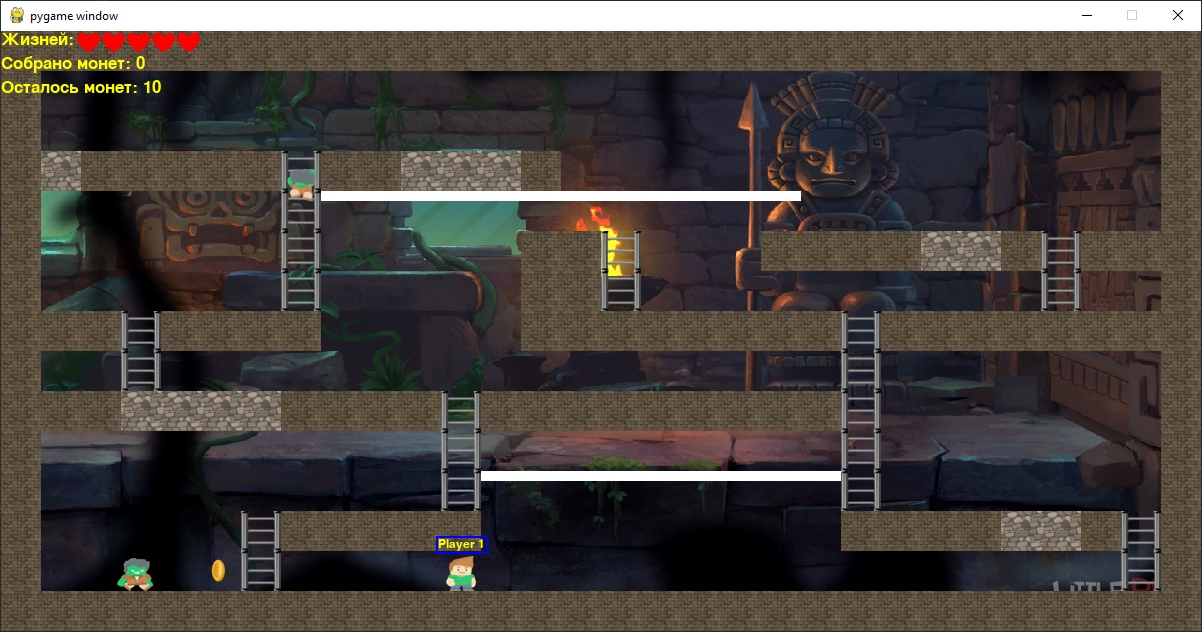 pygame window
Жизней:
Собрано монет: 0
Осталось монет: 10
Player 1